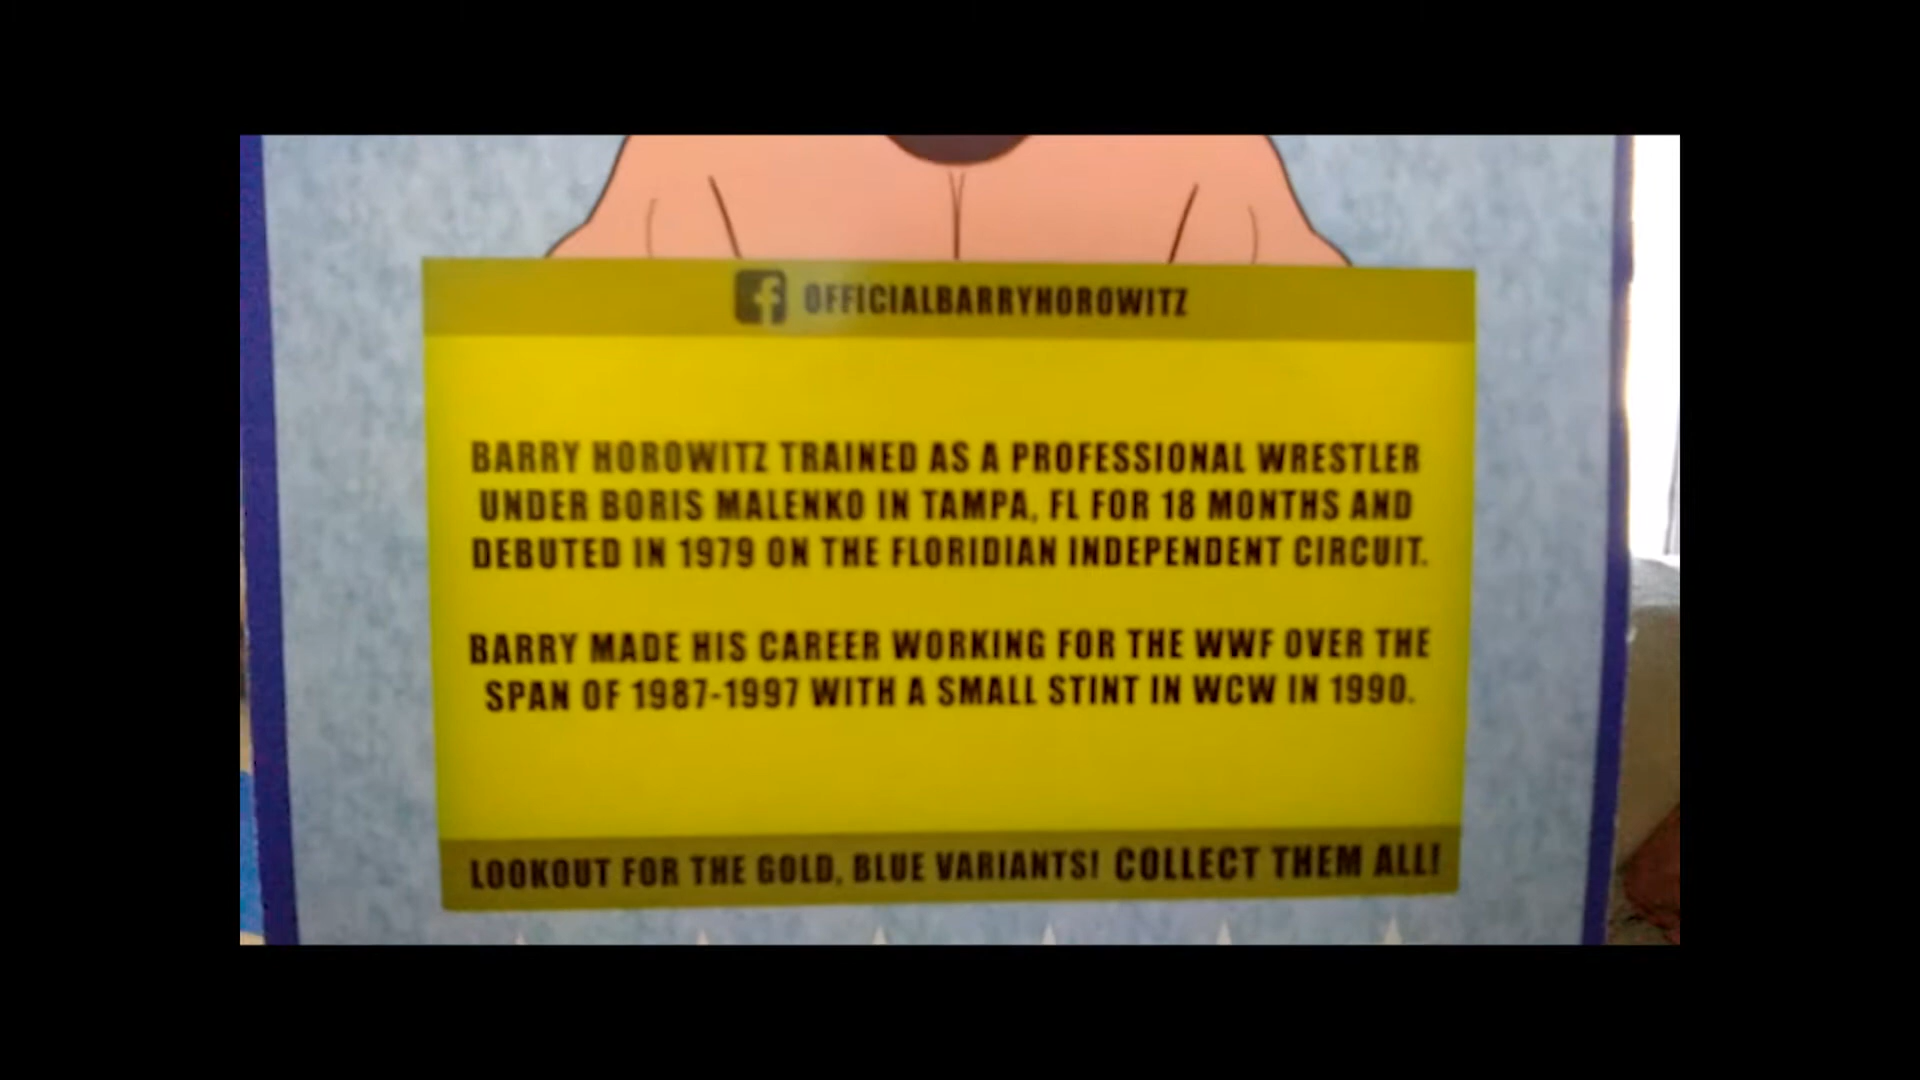 OFFICIALBARRYHOROWITZ
BARRY HOROWITZ TRAINED AS A PROFESSIONAL WRESTLER
UNDER BORIS MALENKO IN TAMPA, FL FOR 18 MONTHS AND
DEBUTED IN 1979 ON THE FLORIDIAN INDEPENDENT CIRCUIT.
BARRY MADE HIS CAREER WORKING FOR THE WWF OVER THE
SPAN OF 1987-1997 WITH A SMALL STINT IN WCW IN 1990.
LOOKOUT FOR THE GOLD, BLUE VARIANTS! COLLECT THEM ALL!